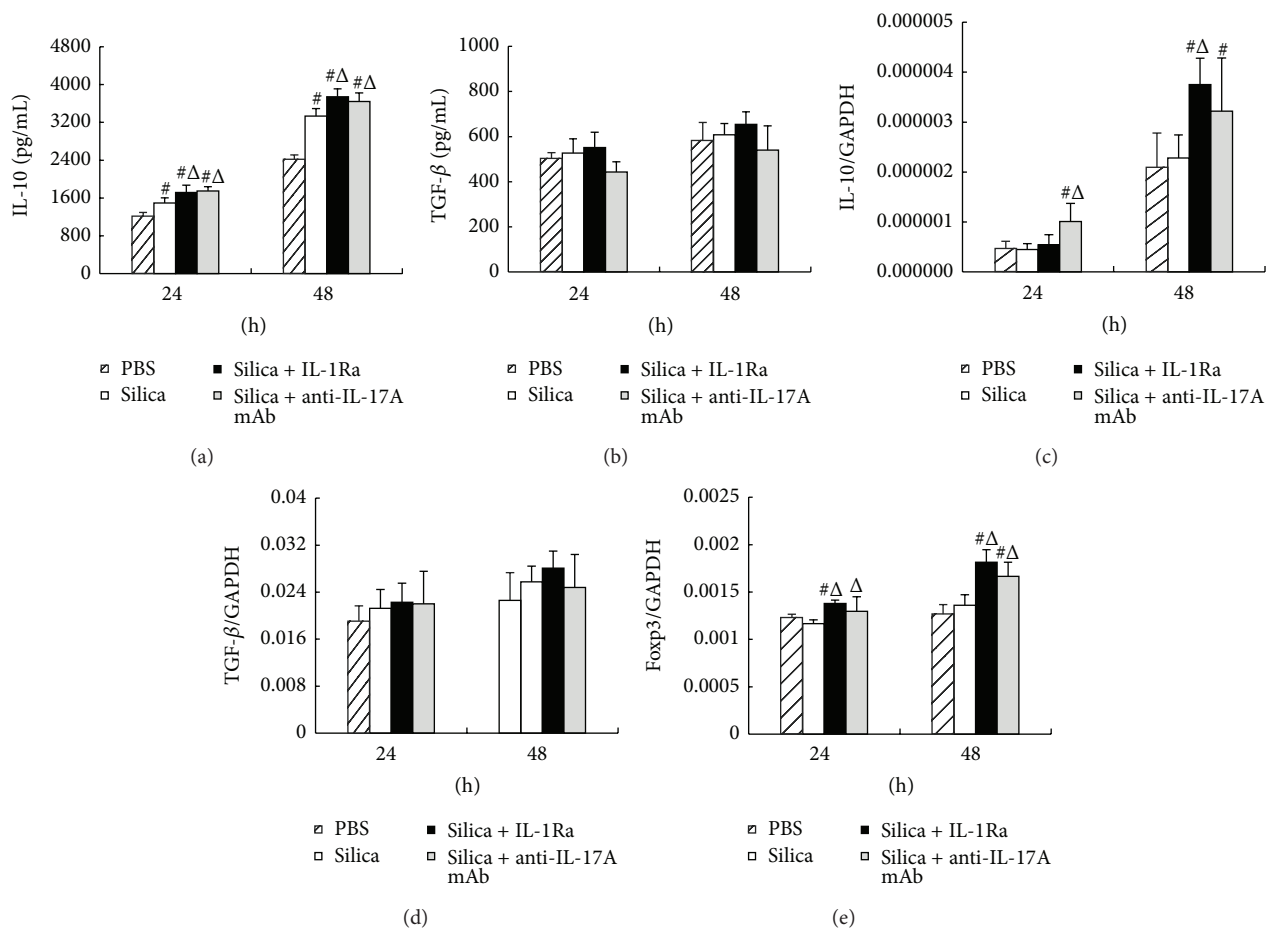 4800
4000
3200
2400
1600
800
0
IL-10 (pg/mL)
#
#Δ
#Δ
#
#Δ
#Δ
24
48
(h)
PBS
Silica
Silica + IL-1Ra
Silica + anti-IL-17A
mAb
(a)
1000
800
600
400
200
0
TGF-β (pg/mL)
24
48
(h)
PBS
Silica
Silica + IL-1Ra
Silica + anti-IL-17A
mAb
(b)
0.000005
0.000004
0.000003
0.000002
0.000001
0.000000
IL-10/GAPDH
#Δ
#Δ
#
24
48
(h)
PBS
Silica
Silica + IL-1Ra
Silica + anti-IL-17A
mAb
(c)
0.04
0.032
0.024
0.016
0.008
0
TGF-β/GAPDH
24
48
(h)
PBS
Silica
Silica + IL-1Ra
Silica + anti-IL-17A
mAb
(d)
0.0025
0.002
0.0015
0.001
0.0005
0
Foxp3/GAPDH
#Δ
Δ
#Δ
#Δ
24
48
(h)
PBS
Silica
Silica + IL-1Ra
Silica + anti-IL-17A
mAb
(e)